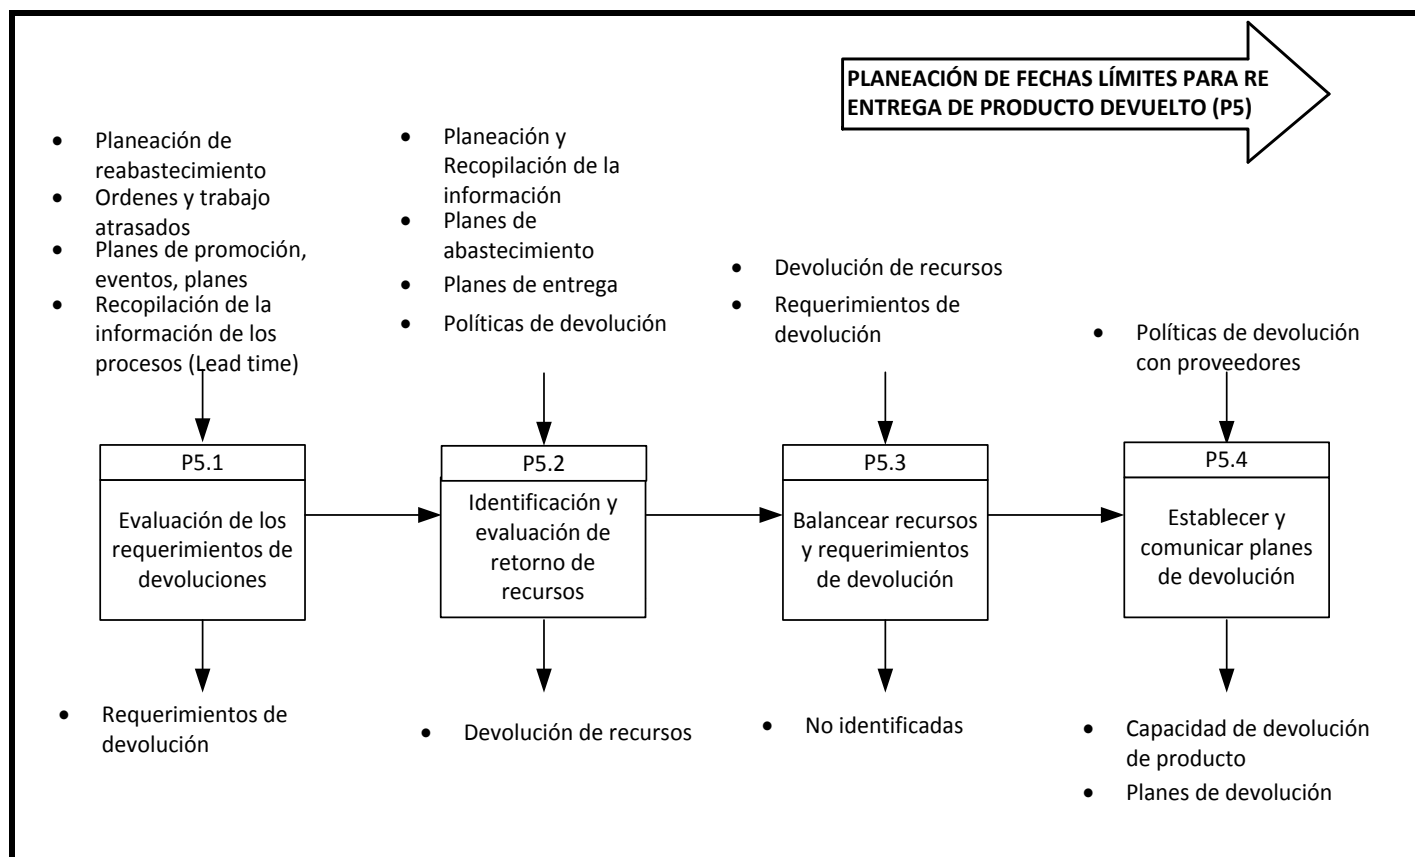 PLANEACIÓN DE FECHAS LÍMITES PARA RE
ENTREGA DE PRODUCTO DEVUELTO (P5)
• Planeación de
reabastecimiento
• Ordenes y trabajo
atrasados
• Planes de promoción,
eventos, planes
• Recopilación de la
información de los
procesos (Lead time)
• Planeación y
Recopilación de la
información
• Planes de
abastecimiento
• Planes de entrega
• Políticas de devolución
• Devolución de recursos
• Requerimientos de
devolución
• Políticas de devolución
con proveedores
P5.1
Evaluación de los
requerimientos de
devoluciones
P5.2
Identificación y
evaluación de
retorno de
recursos
P5.3
Balancear recursos
y requerimientos
de devolución
P5.4
Establecer y
comunicar planes
de devolución
• Requerimientos de
devolución
• Devolución de recursos
• No identificadas
• Capacidad de devolución
de producto
• Planes de devolución